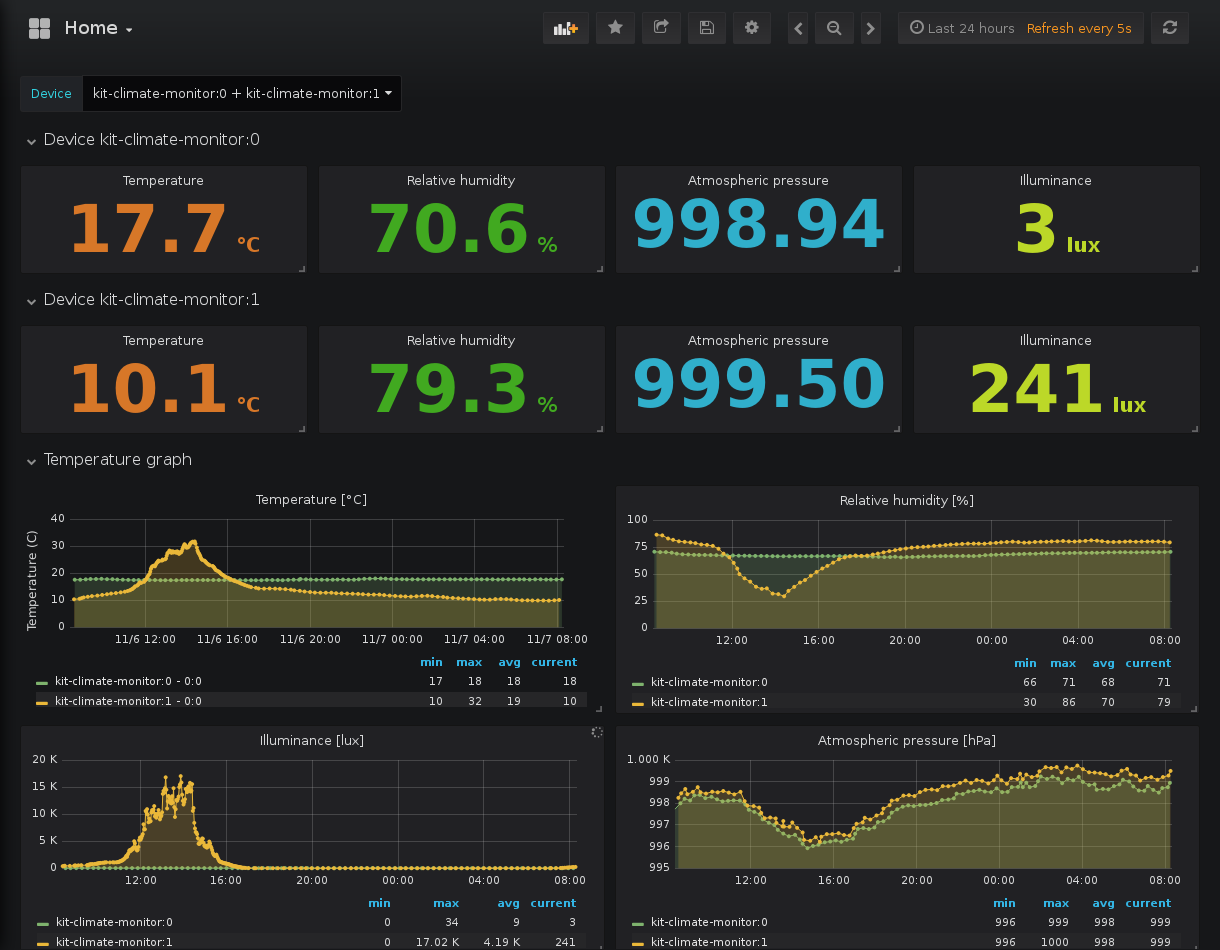 Home
Last 24 hours Refresh every 5s
Device kit-climate-monitor:0 + kit-climate-monitor:1
Device kit-climate-monitor:0
Temperature Relative humidity Atmospheric pressure Illuminance
17.7 °C 70.6 % 998.94 3 lux
Device kit-climate-monitor:1
Temperature Relative humidity Atmospheric pressure Illuminance
10.1 °C 79.3 % 999.50 241 lux
Temperature graph
Temperature [°C]
Temperature (C)
40
30
20
10
0
11/6 12:00 11/6 16:00 11/6 20:00 11/7 00:00 11/7 04:00 11/7 08:00
min max avg current
kit-climate-monitor:0 - 0:0 17 18 18 18
kit-climate-monitor:1 - 0:0 10 32 19 10
Relative humidity [%]
100
75
50
25
0
12:00 16:00 20:00 00:00 04:00 08:00
min max avg current
kit-climate-monitor:0 66 71 68 71
kit-climate-monitor:1 30 86 70 79
Illuminance [lux]
20 K
15 K
10 K
5 K
0
12:00 16:00 20:00 00:00 04:00 08:00
min max avg current
kit-climate-monitor:0 0 34 9 3
kit-climate-monitor:1 0 17.02 K 4.19 K 241
Atmospheric pressure [hPa]
1.000 K
999
998
997
996
995
12:00 16:00 20:00 00:00 04:00 08:00
min max avg current
kit-climate-monitor:0 996 999 998 999
kit-climate-monitor:1 996 1000 998 999